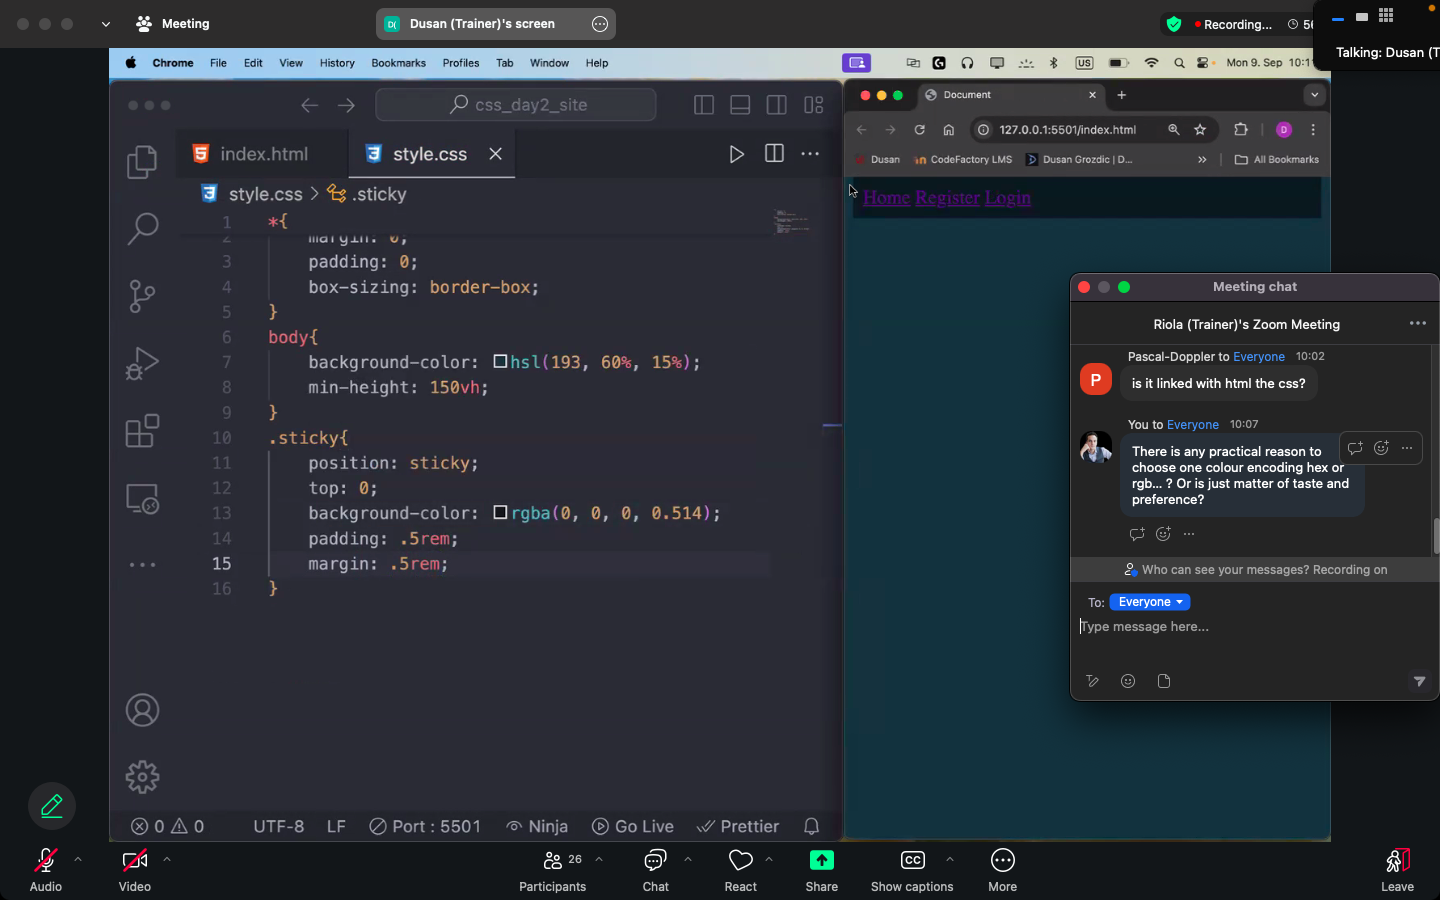 Meeting
D( Dusan (Trainer)'s screen
Recording...
Talking: Dusan (T
Chrome File Edit View History Bookmarks Profiles Tab Window Help
US
Mon 9. Sep 10:1
css_day2_site
index.html
style.css
style.css > .sticky
1 *{
2 margin: 0;
3 padding: 0;
4 box-sizing: border-box;
5 }
6 body{
7 background-color: hsl(193, 60%, 15%);
8 min-height: 150vh;
9 }
10 .sticky{
11 position: sticky;
12 top: 0;
13 background-color: rgba(0, 0, 0, 0.514);
14 padding: .5rem;
15 margin: .5rem;
16 }
0 0 UTF-8 LF Port : 5501 Ninja Go Live Prettier
Document
127.0.0.1:5501/index.html
D
Dusan
CodeFactory LMS
Dusan Grozdic | D...
All Bookmarks
Home Register Login
Meeting chat
Riola (Trainer)'s Zoom Meeting
Pascal-Doppler to Everyone 10:02
P
is it linked with html the css?
You to Everyone 10:07
There is any practical reason to
choose one colour encoding hex or
rgb... ? Or is just matter of taste and
preference?
Who can see your messages? Recording on
To: Everyone
Type message here...
Audio
Video
26
Participants
Chat
React
Share
CC
Show captions
More
Leave